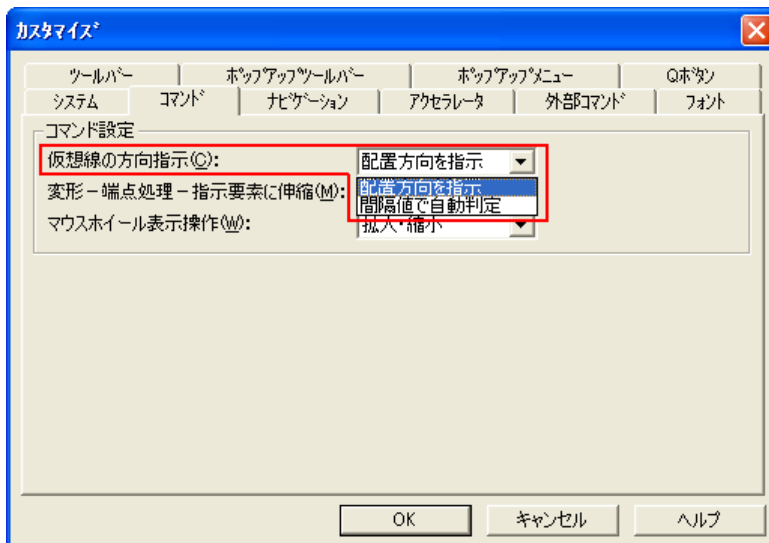 カスタマイズ
ツールバー ポップアップツールバー ポップアップメニュー Qボタン
システム コマンド ナビゲーション アクセラレータ 外部コマンド フォント
コマンド設定
仮想線の方向指示(C): 配置方向を指示
変形－端点処理－指示要素に伸縮(M): 配置方向を指示
間隔値で自動判定
マウスホイール表示操作(W): 拡大・縮小
OK キャンセル ヘルプ